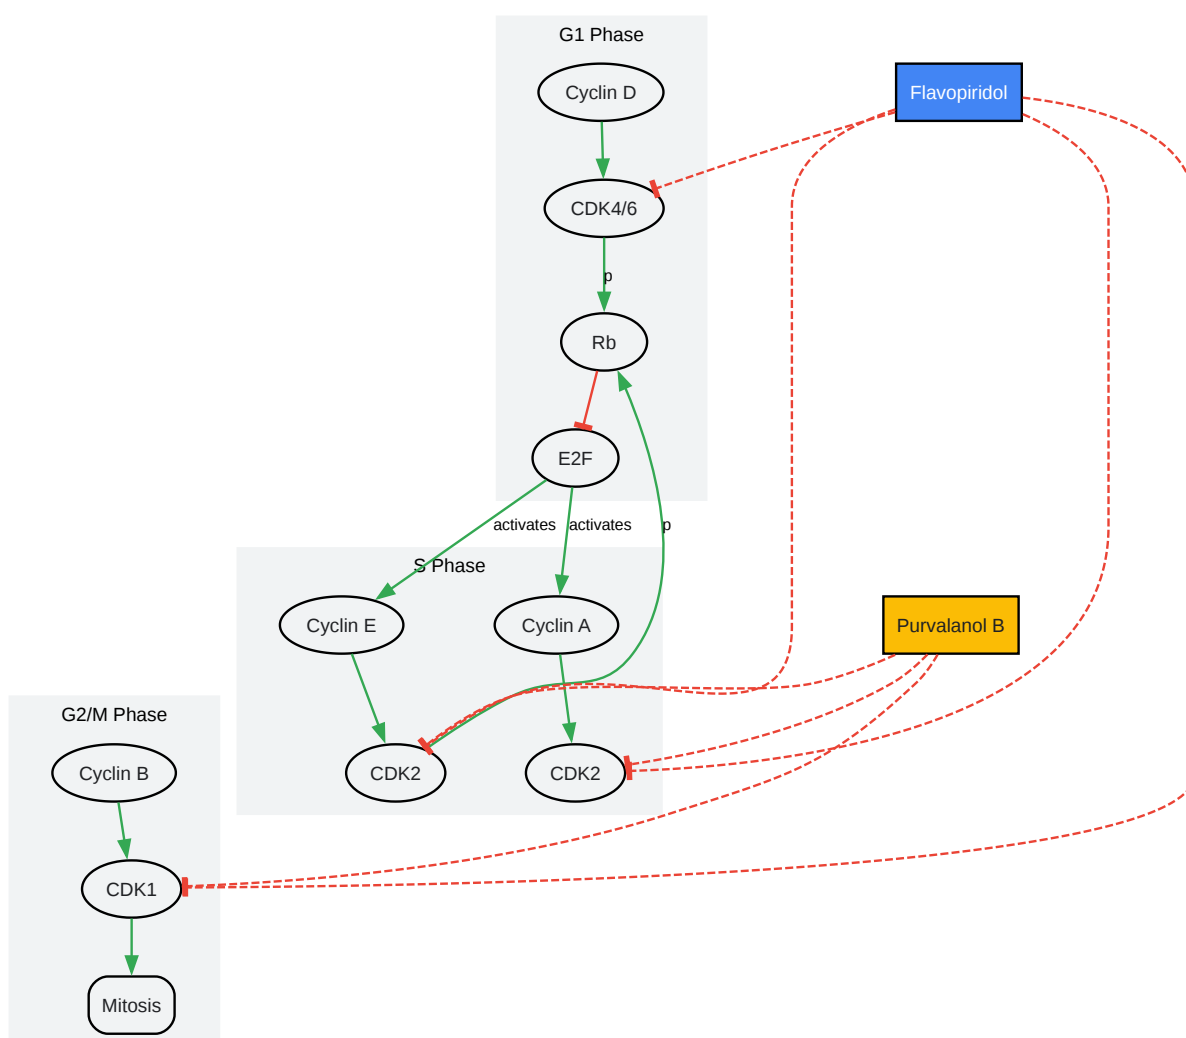 G1 Phase
Cyclin D
Flavopiridol
CDK4/6
p
Rb
E2F
activates
activates
p
S Phase
Cyclin E
Cyclin A
Purvalanol B
G2/M Phase
Cyclin B
CDK2
CDK2
CDK1
Mitosis